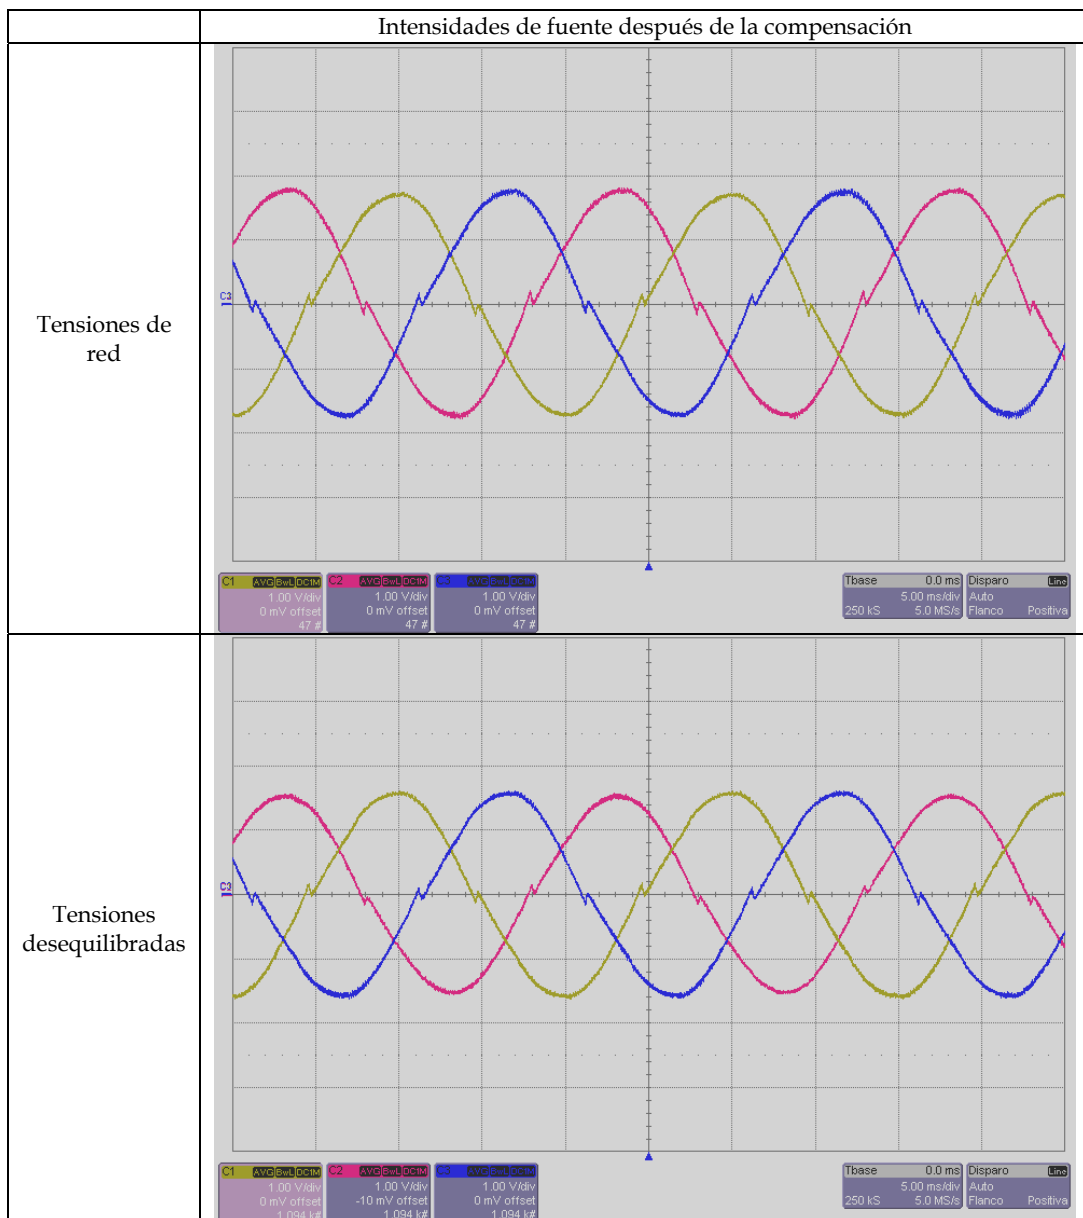 Intensidades de fuente después de la compensación
Tensiones de
red
C3
C1 AVG BwL DC1M
1.00 V/div
0 mV offset
47 #
C2 AVG BwL DC1M
1.00 V/div
0 mV offset
47 #
C3 AVG BwL DC1M
1.00 V/div
0 mV offset
47 #
Tbase 0.0 ms
5.00 ms/div
250 kS 5.0 MS/s
Disparo Line
Auto
Flanco Positiva
Tensiones
desequilibradas
C3
C1 AVG BwL DC1M
1.00 V/div
0 mV offset
1.094 k#
C2 AVG BwL DC1M
1.00 V/div
-10 mV offset
1.094 k#
C3 AVG BwL DC1M
1.00 V/div
0 mV offset
1.094 k#
Tbase 0.0 ms
5.00 ms/div
250 kS 5.0 MS/s
Disparo Line
Auto
Flanco Positiva